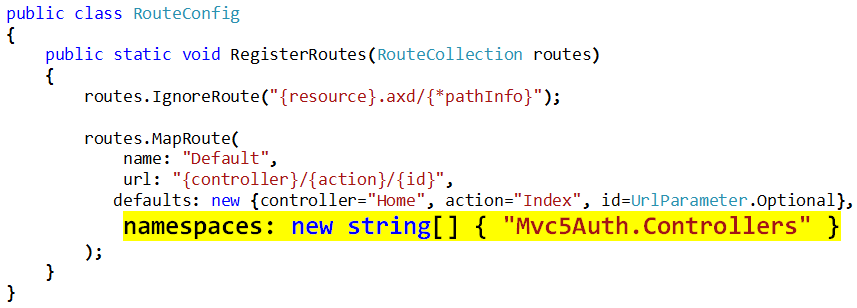 public class RouteConfig
{
    public static void RegisterRoutes(RouteCollection routes)
    {
        routes.IgnoreRoute("{resource}.axd/{*pathInfo}");
        routes.MapRoute(
            name: "Default",
            url: "{controller}/{action}/{id}",
           defaults: new {controller="Home", action="Index", id=UrlParameter.Optional},
            namespaces: new string[] { "Mvc5Auth.Controllers" }
        );
    }
}